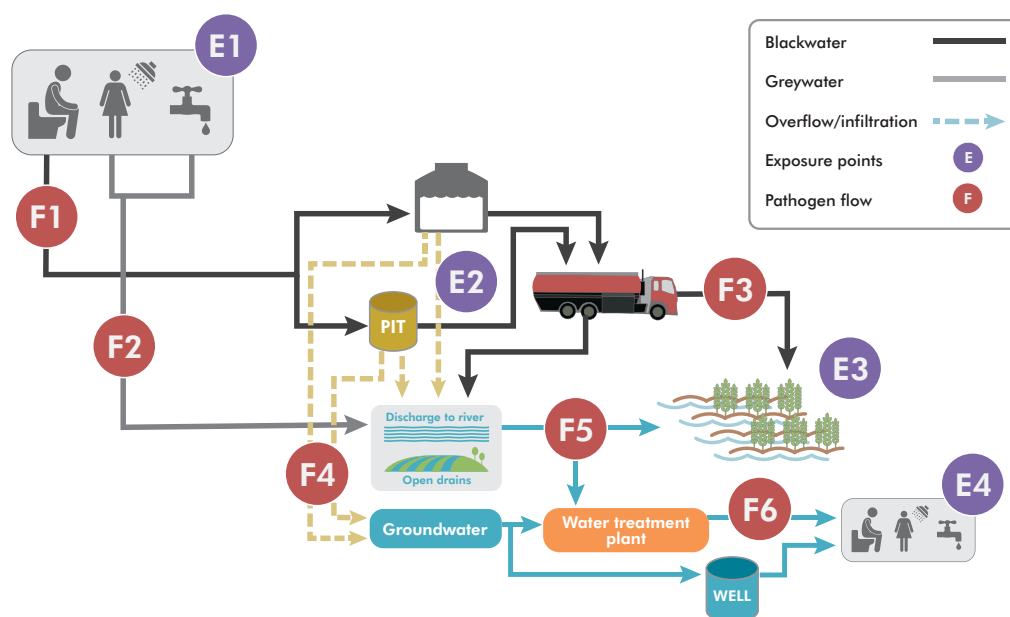 E1
Blackwater
Greywater
Overflow/infiltration
Exposure points E
Pathogen flow F
F1
E2
F3
PIT
F2
E3
Discharge to river
F5
F4
Open drains
E4
Groundwater
Water treatment
plant
F6
WELL